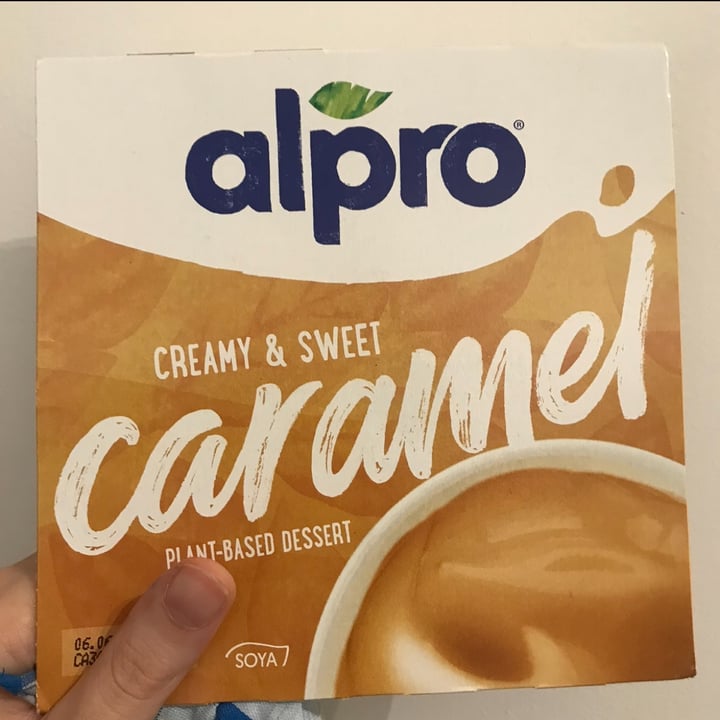 alpro®
CREAMY & SWEET
caramel
PLANT-BASED DESSERT
SOYA